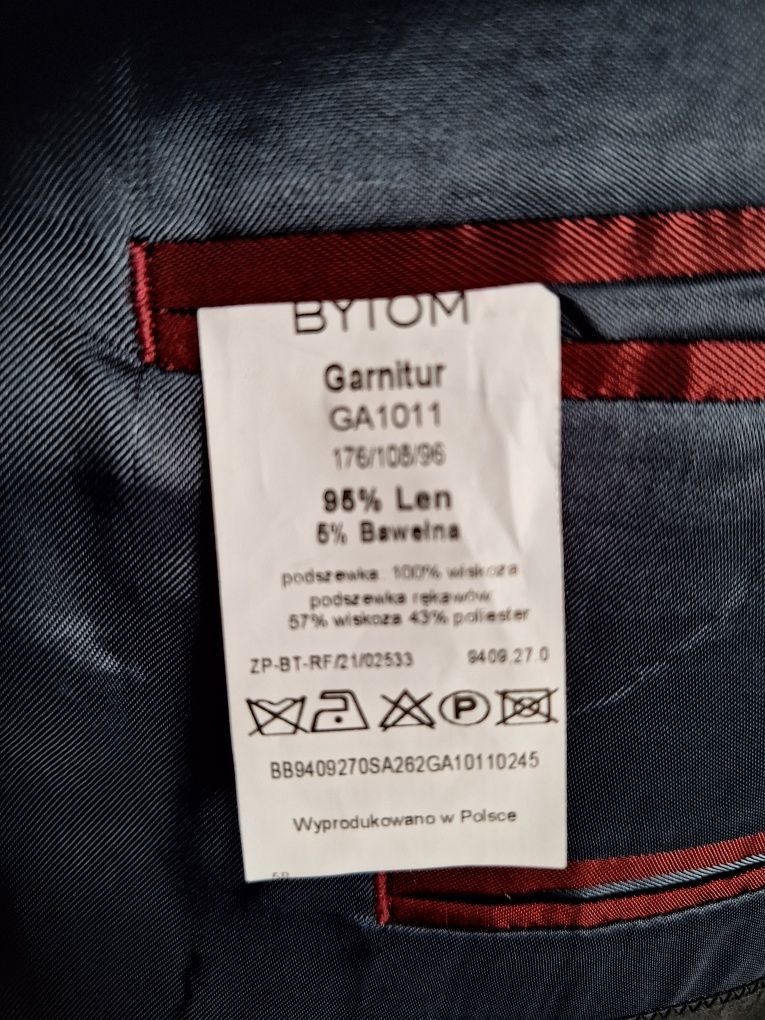 BYTOM
Garnitur
GA1011
176/108/96
95% Len
5% Bawełna
podszewka 100% wiskoza
podszewka rękawów:
57% wiskoza 43% poliester
ZP-BT-RF/21/02533 9409.27.0
P
BB9409270SA262GA10110245
Wyprodukowano w Polsce